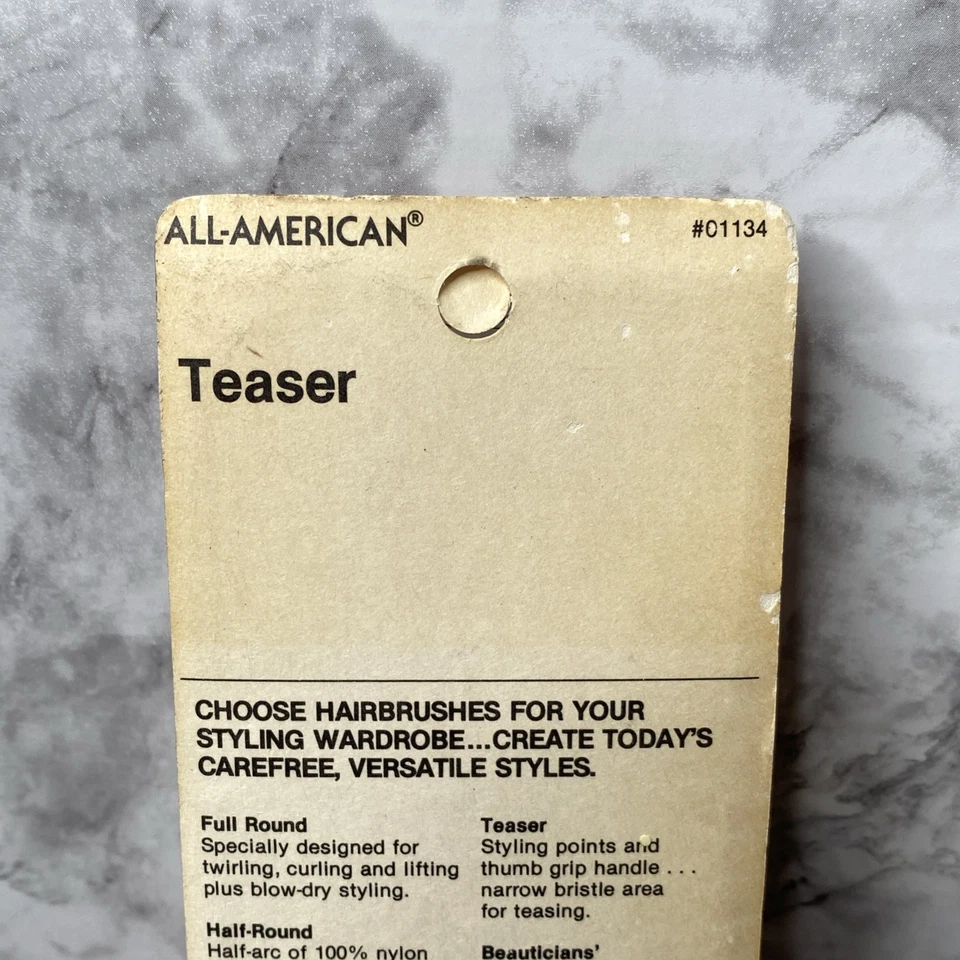 ALL-AMERICAN®
#01134
Teaser
CHOOSE HAIRBRUSHES FOR YOUR
STYLING WARDROBE...CREATE TODAY'S
CAREFREE, VERSATILE STYLES.
Full Round
Specially designed for
twirling, curling and lifting
plus blow-dry styling.
Half-Round
Half-arc of 100% nylon
Teaser
Styling points and
thumb grip handle . . .
narrow bristle area
for teasing.
Beauticians'